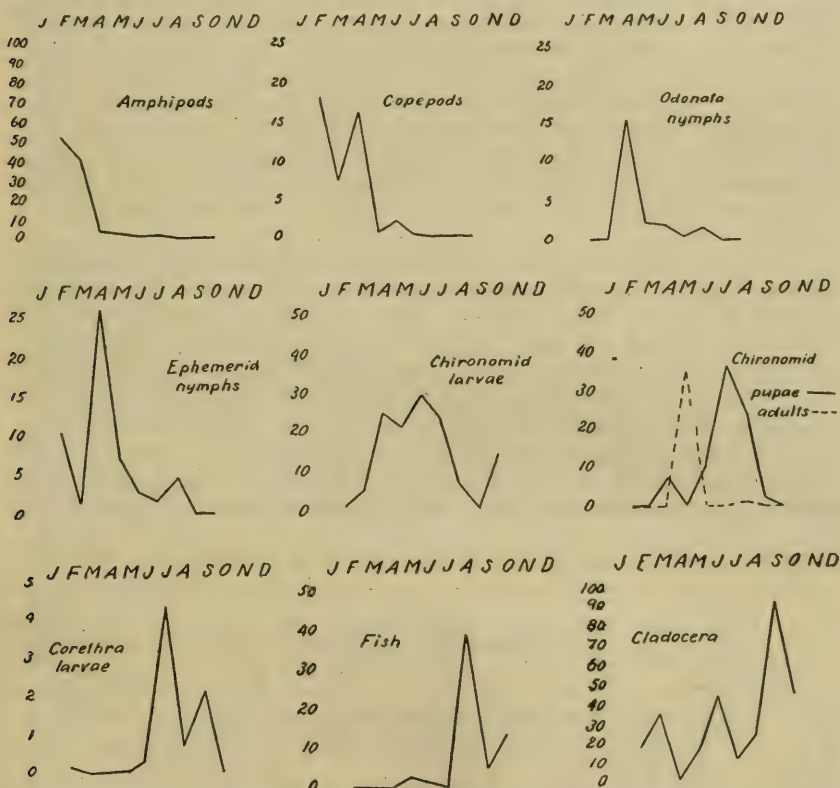 J F M A M J J A S O N D
100
90
80
70
60
50
40
30
20
10
0
Amphipods
J F M A M J J A S O N D
25
20
15
10
5
0
Copepods
J F M A M J J A S O N D
25
20
15
10
5
0
Odonata
nymphs
J F M A M J J A S O N D
25
20
15
10
5
0
Ephemerid
nymphs
J F M A M J J A S O N D
50
40
30
20
10
0
Chironomid
larvae
J F M A M J J A S O N D
50
40
30
20
10
0
Chironomid
pupae
adults
J F M A M J J A S O N D
5
4
3
2
1
0
Corethra
larvae
J F M A M J J A S O N D
50
40
30
20
10
0
Fish
J F M A M J J A S O N D
100
90
80
70
60
50
40
30
20
10
0
Cladocera